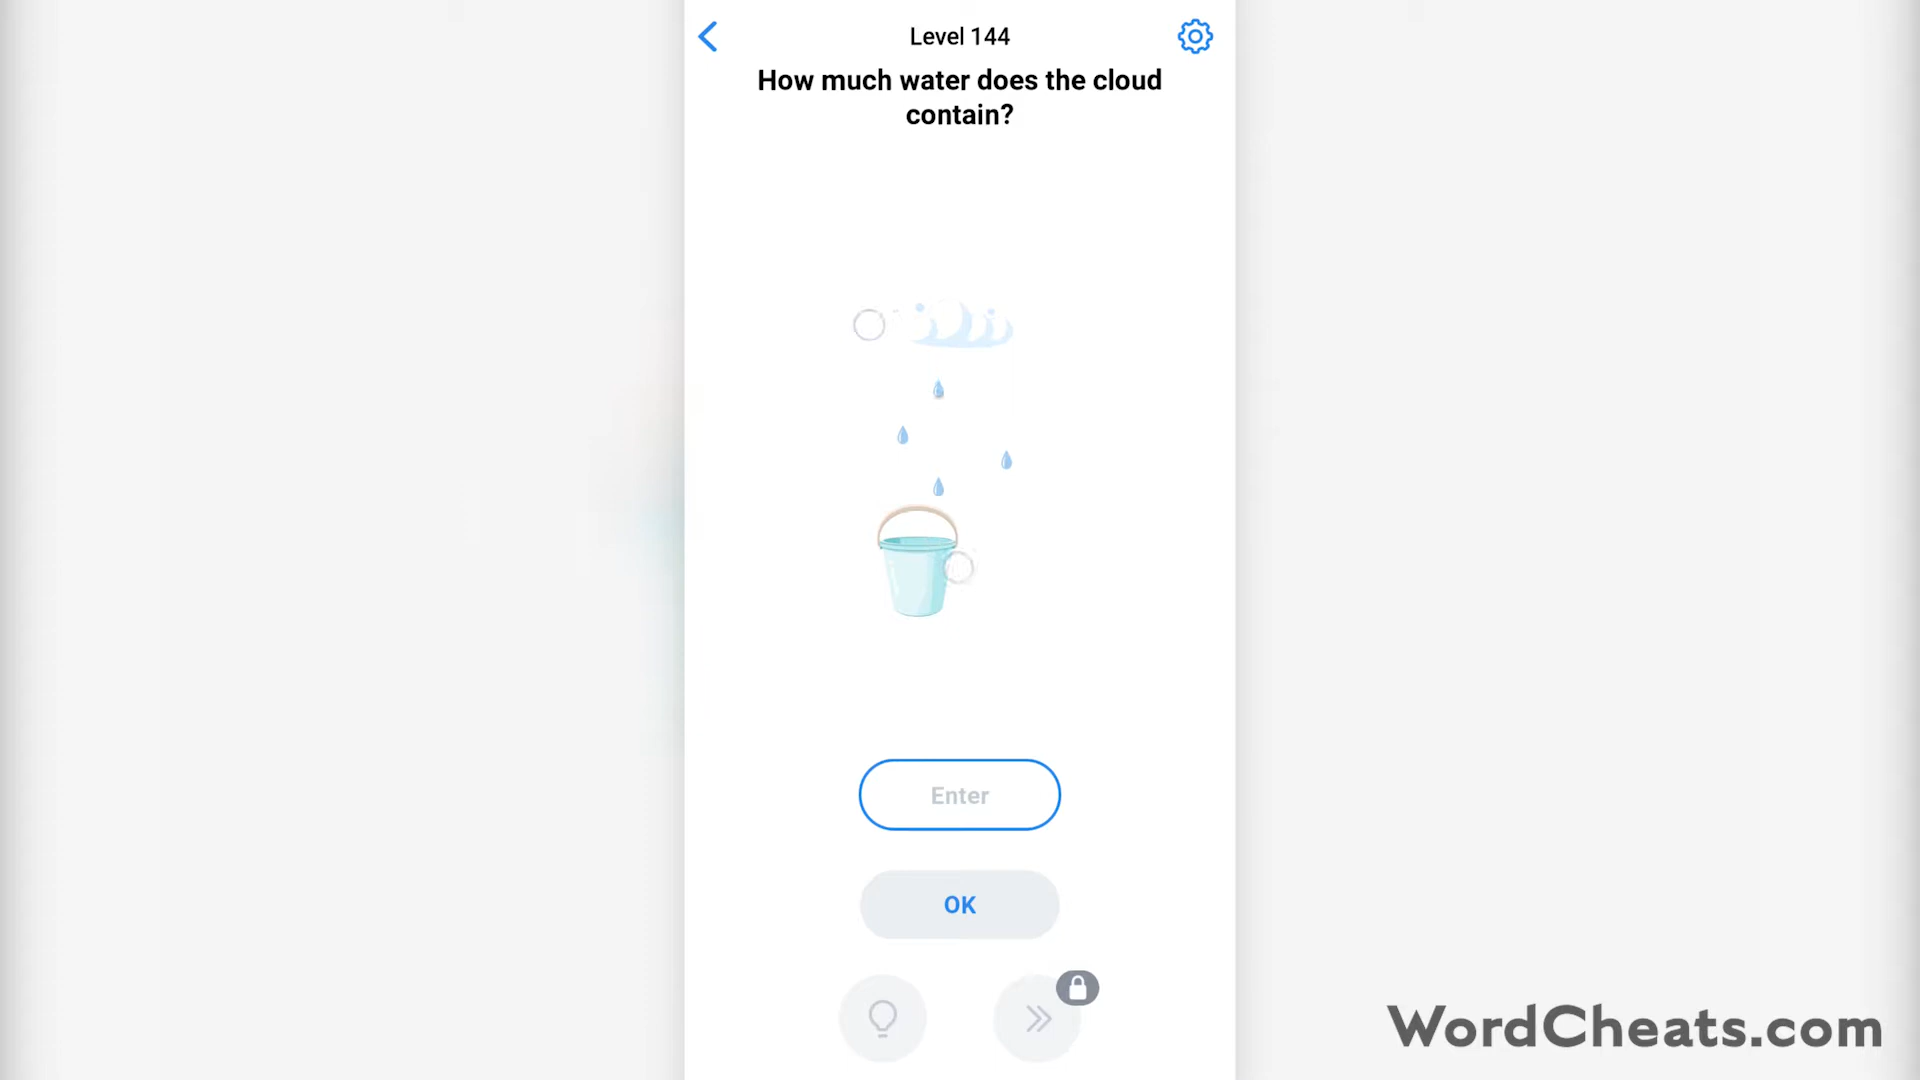 Level 144
How much water does the cloud
contain?
Enter
OK
WordCheats.com